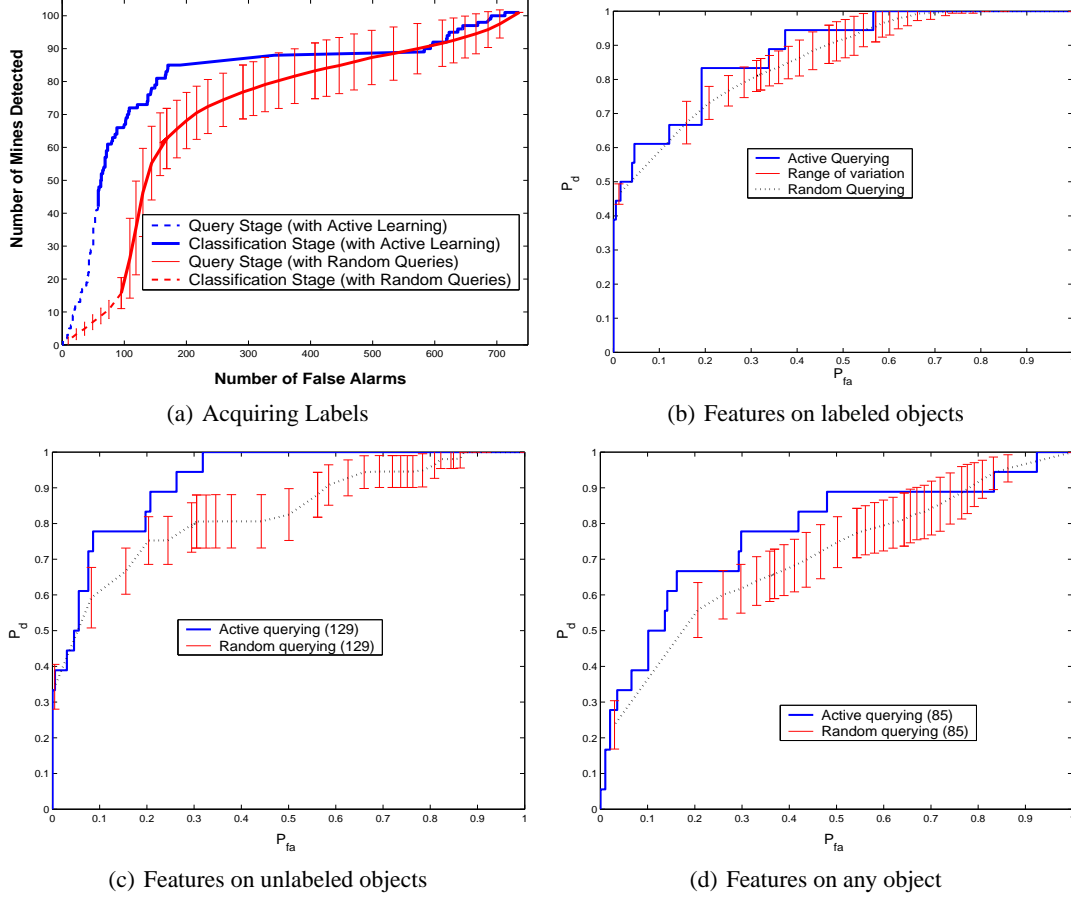 Number of Mines Detected
100
90
80
70
60
50
40
30
20
10
0
0 100 200 300 400 500 600 700
Number of False Alarms
Query Stage (with Active Learning)
Classification Stage (with Active Learning)
Query Stage (with Random Queries)
Classification Stage (with Random Queries)
(a) Acquiring Labels
P_d
1
0.9
0.8
0.7
0.6
0.5
0.4
0.3
0.2
0.1
0
0.1 0.2 0.3 0.4 0.5 0.6 0.7 0.8 0.9
P_fa
Active Querying
Range of variation
Random Querying
(b) Features on labeled objects
P_d
1
0.9
0.8
0.7
0.6
0.5
0.4
0.3
0.2
0.1
0
0 0.1 0.2 0.3 0.4 0.5 0.6 0.7 0.8 0.9 1
P_fa
Active querying (129)
Random querying (129)
(c) Features on unlabeled objects
P_d
1
0.9
0.8
0.7
0.6
0.5
0.4
0.3
0.2
0.1
0
0 0.1 0.2 0.3 0.4 0.5 0.6 0.7 0.8 0.9 1
P_fa
Active querying (85)
Random querying (85)
(d) Features on any object